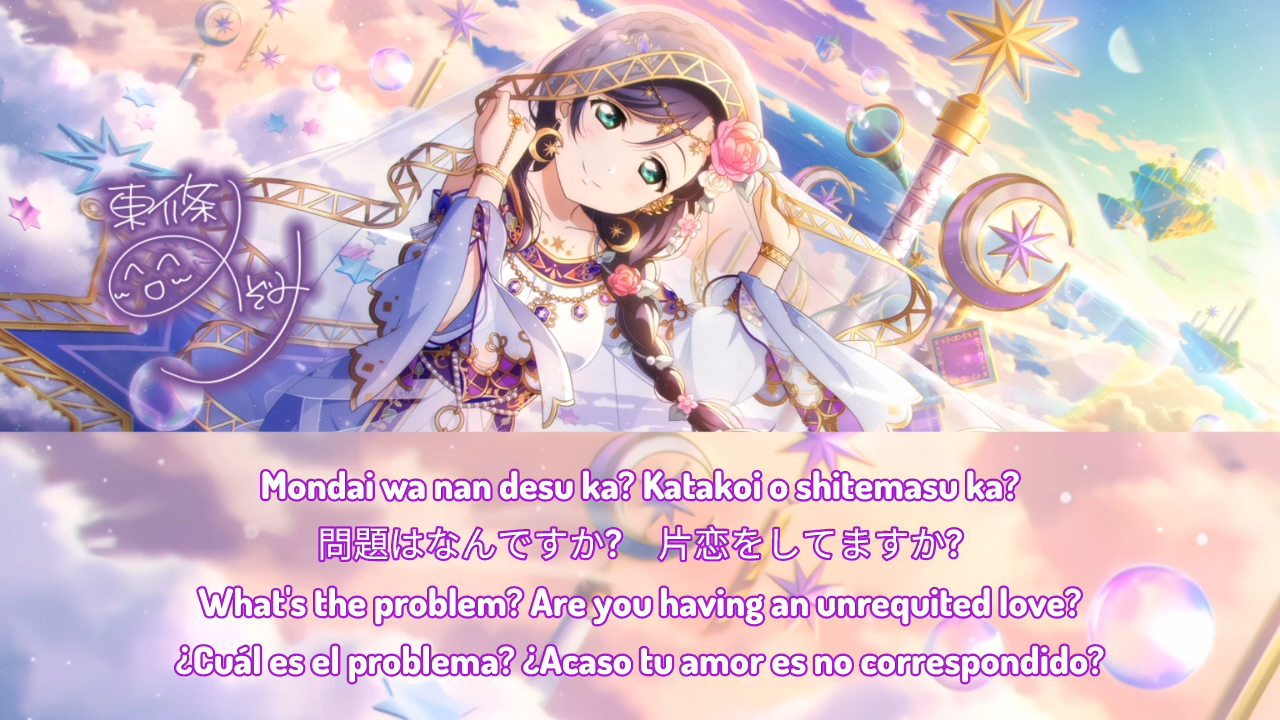 東條
のぞみ
Mondai wa nan desu ka? Katakoi o shitemasu ka?
問題はなんですか?　片恋をしてますか?
What's the problem? Are you having an unrequited love?
¿Cuál es el problema? ¿Acaso tu amor es no correspondido?